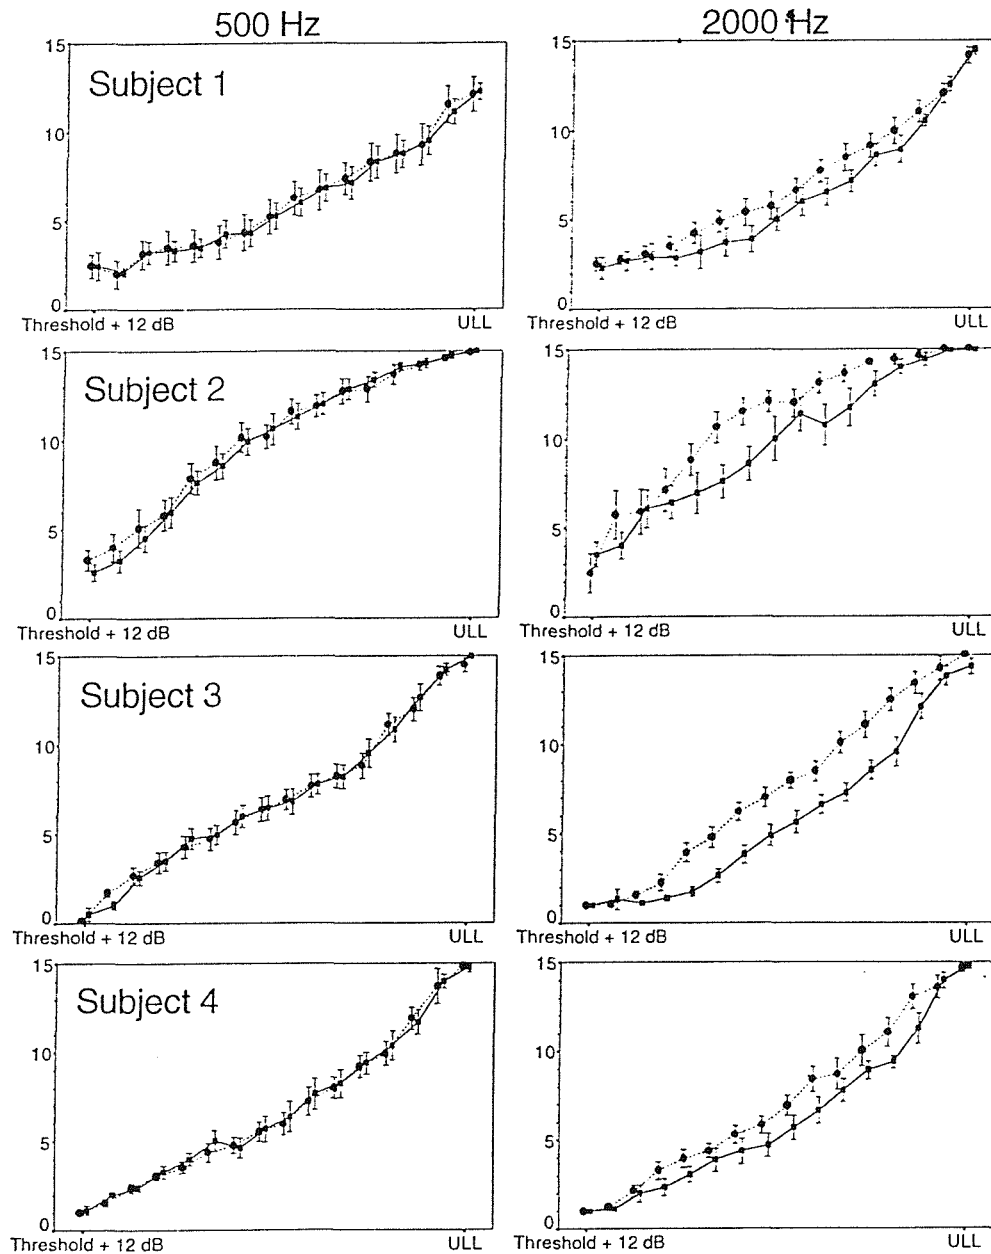 500 Hz 2000 Hz
15 15
Subject 1
10 10
5 5
0 0
Threshold + 12 dB ULL Threshold + 12 dB ULL
15 15
Subject 2
10 10
5 5
0 0
Threshold + 12 dB ULL Threshold + 12 dB ULL
15 15
Subject 3
10 10
5 5
0 0
Threshold + 12 dB ULL Threshold + 12 dB ULL
15 15
Subject 4
10 10
5 5
0 0
Threshold + 12 dB ULL Threshold + 12 dB ULL